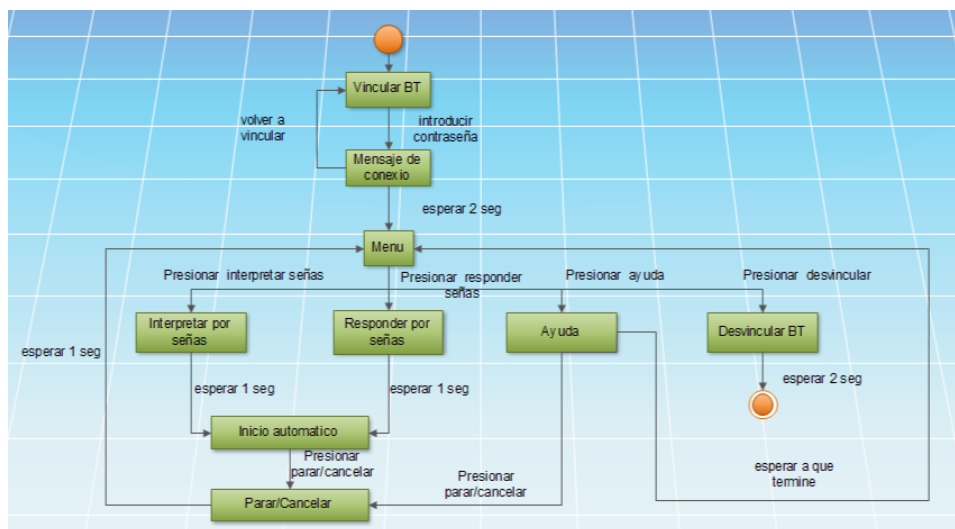 Vincular BT
volver a
vincular
introducir
contraseña
Mensaje de
conexio
esperar 2 seg
Menu
Presionar interpretar señas
Presionar responder
señas
Presionar ayuda
Presionar desvincular
Interpretar por
señas
Responder por
señas
Ayuda
Desvincular BT
esperar 1 seg
esperar 1 seg
esperar 1 seg
esperar 2 seg
Inicio automatico
Presionar
parar/cancelar
Presionar
parar/cancelar
esperar a que
termine
Parar/Cancelar